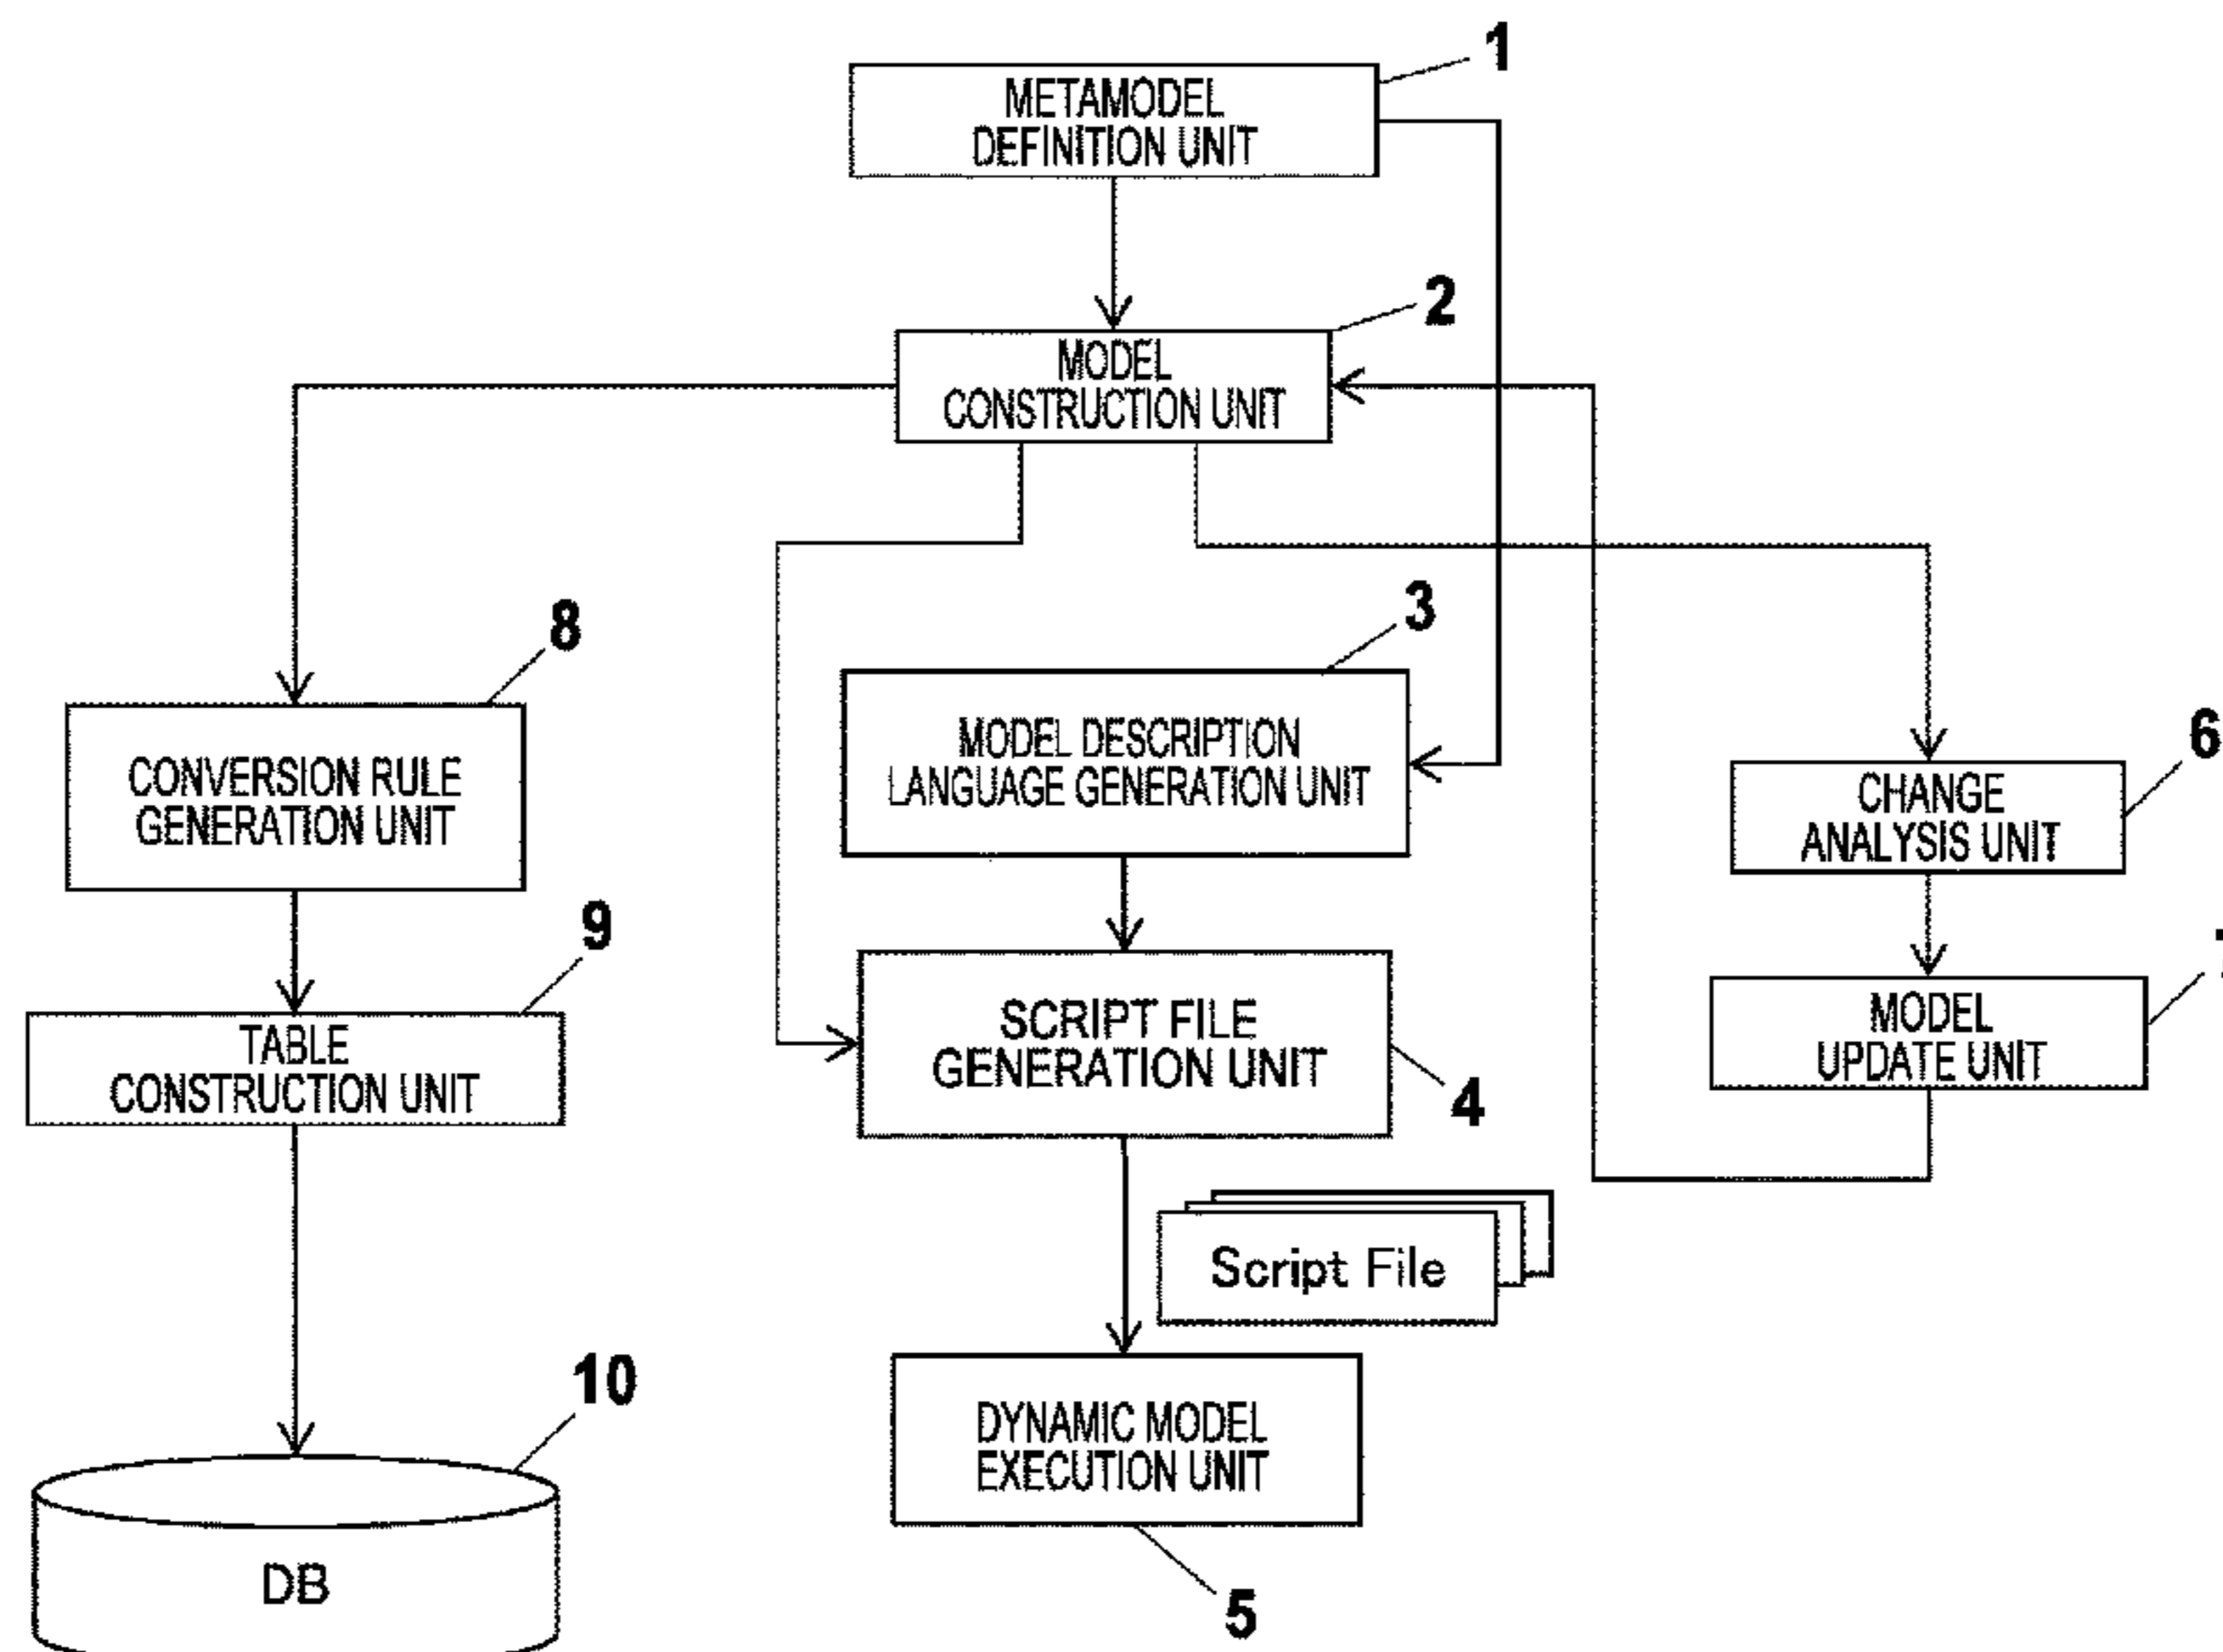 1
METAMODEL
DEFINITION UNIT
2
MODEL
CONSTRUCTION UNIT
3
8
MODEL DESCRIPTION
LANGUAGE GENERATION UNIT
6
CONVERSION RULE
GENERATION UNIT
CHANGE
ANALYSIS UNIT
9
SCRIPT FILE
GENERATION UNIT
MODEL
UPDATE UNIT
TABLE
CONSTRUCTION UNIT
4
Script File
10
DYNAMIC MODEL
EXECUTION UNIT
DB
5